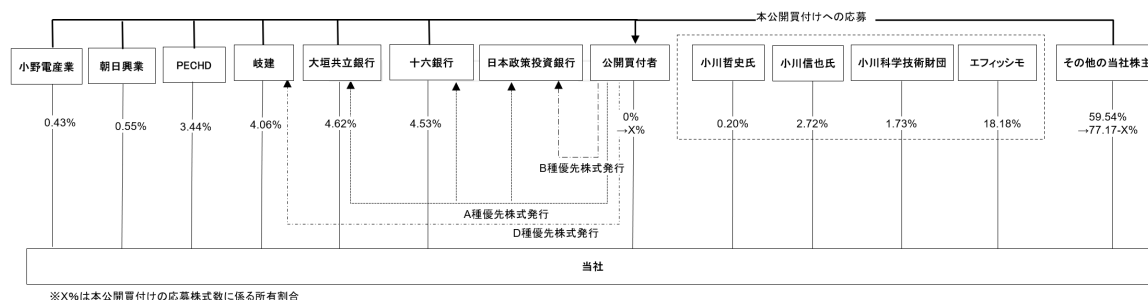 本公開買付けへの応募
小野電産業
朝日興業
PECHD
岐建
大垣共立銀行
十六銀行
日本政策投資銀行
公開買付者
小川哲史氏
小川信也氏
小川科学技術財団
エフィッシモ
その他の当社株主
0.43%
0.55%
3.44%
4.06%
4.62%
4.53%
0%
→X%
0.20%
2.72%
1.73%
18.18%
59.54%
→77.17-X%
B種優先株式発行
A種優先株式発行
D種優先株式発行
当社
※X%は本公開買付けの応募株式数に係る所有割合